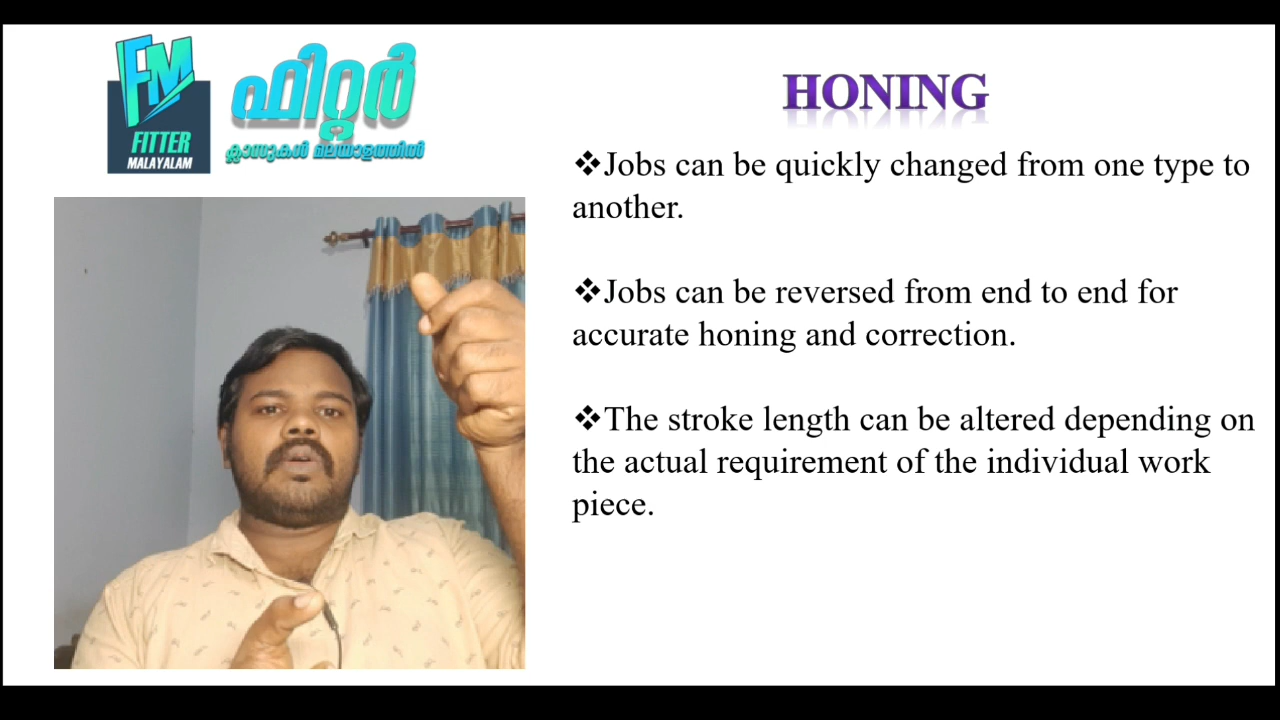 FM
FITTER
MALAYALAM
ഫിറ്റർ
ക്ലാസുകൾ മലയാളത്തിൽ
HONING
❖Jobs can be quickly changed from one type to
another.
❖Jobs can be reversed from end to end for
accurate honing and correction.
❖The stroke length can be altered depending on
the actual requirement of the individual work
piece.